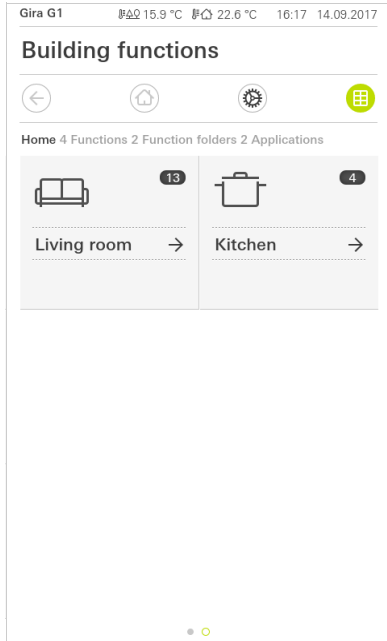 Gira G1 15.9 °C 22.6 °C 16:17 14.09.2017
Building functions
Home 4 Functions 2 Function folders 2 Applications
13 4
Living room Kitchen